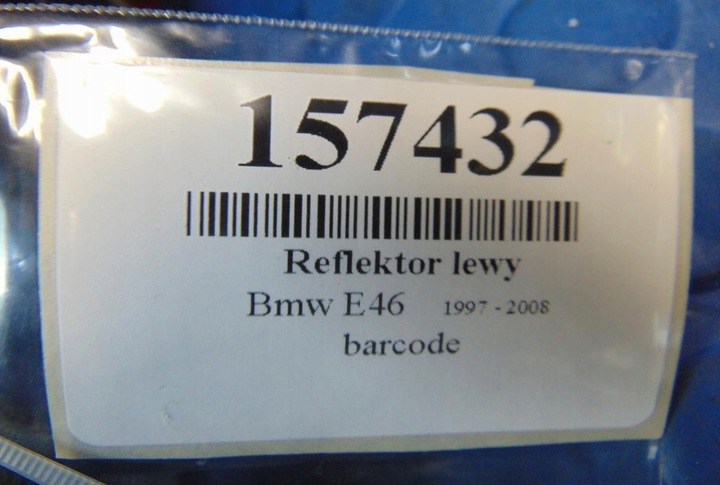 157432
Reflektor lewy
Bmw E46 1997 - 2008
barcode